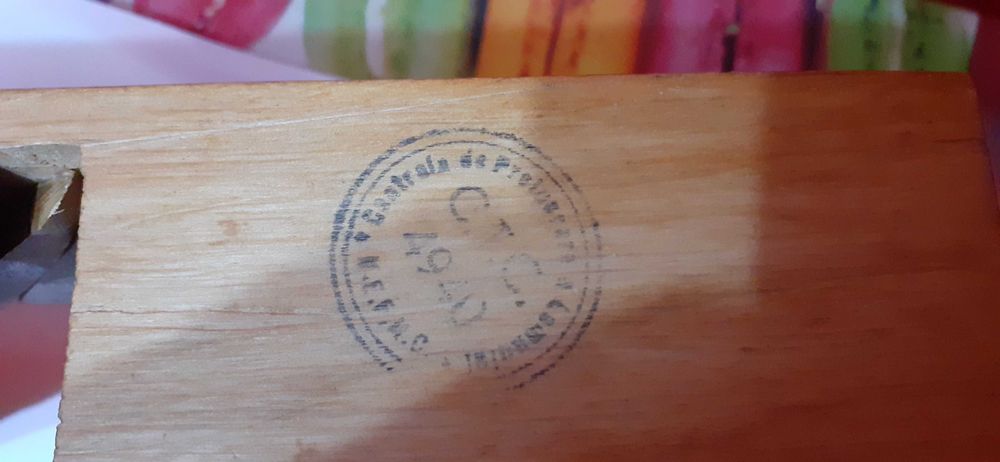 M.E.F.M.C. Centrala de Prelucrare a Lemnului
C.T.C.